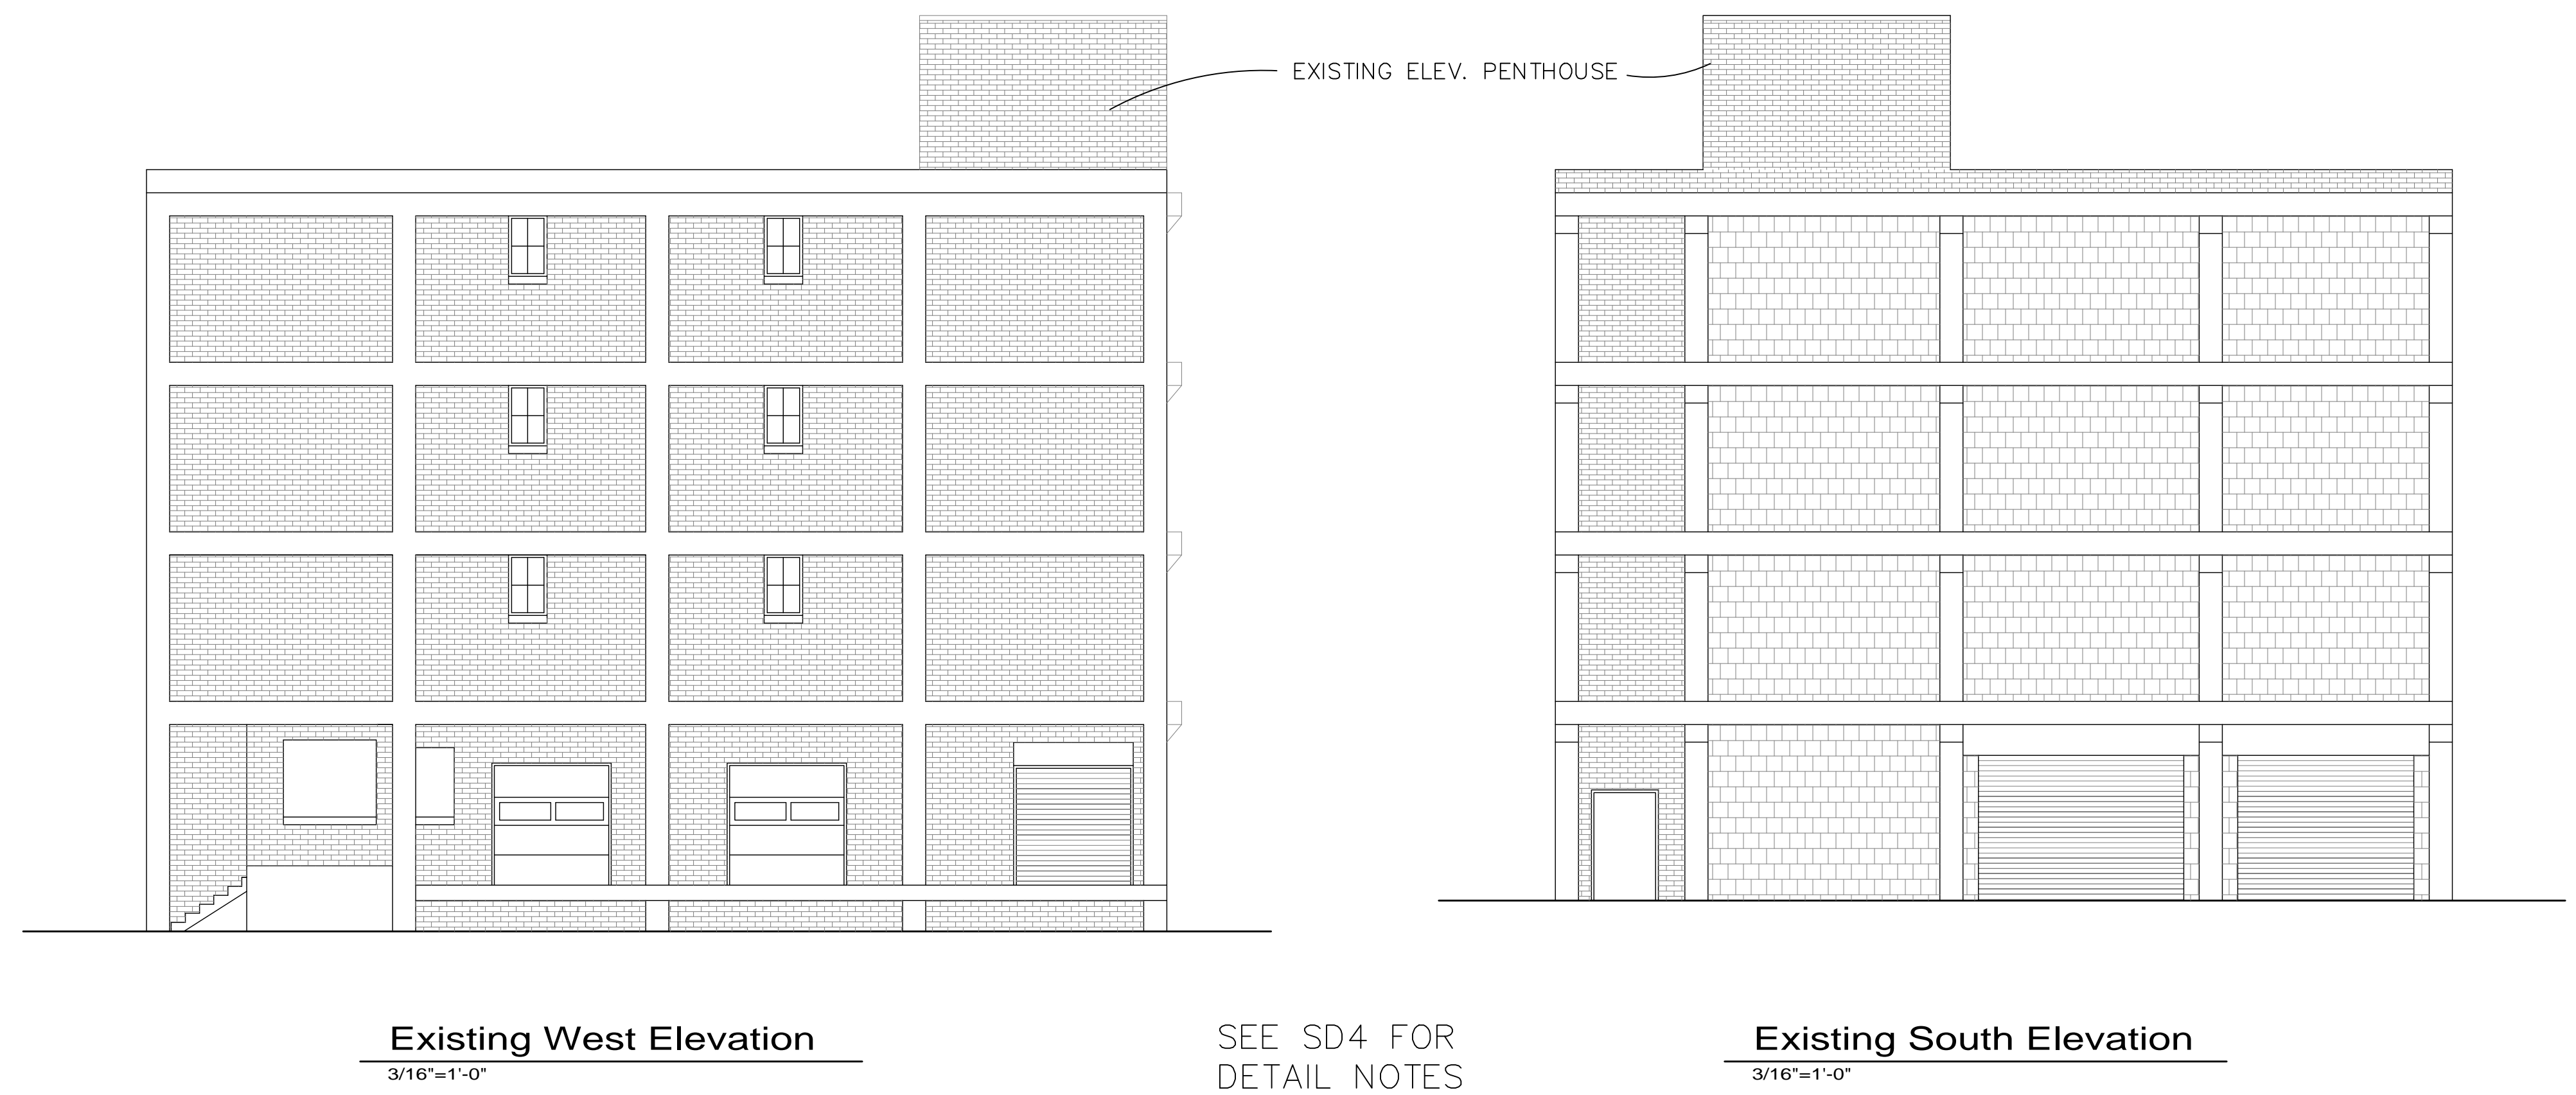 EXISTING ELEV. PENTHOUSE
Existing West Elevation
3/16"=1'-0"
SEE SD4 FOR
DETAIL NOTES
Existing South Elevation
3/16"=1'-0"